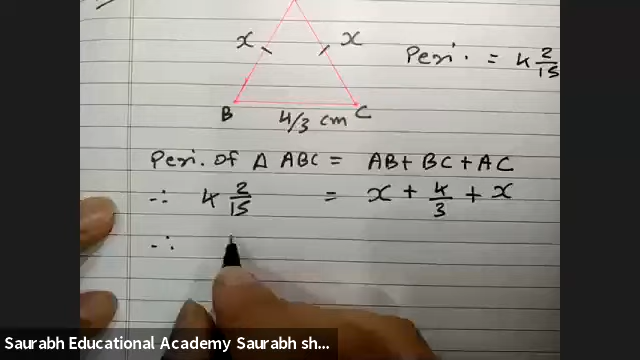 x x
Peri. = 4 2/15
B 4/3 cm C
Peri. of Δ ABC = AB + BC + AC
∴ 4 2/15 = x + 4/3 + x
∴
Saurabh Educational Academy Saurabh sh...